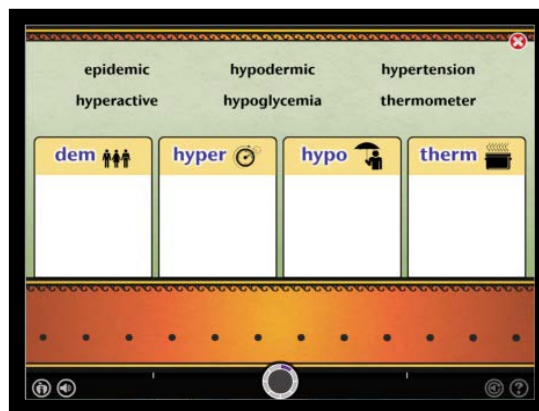 epidemic hypodermic hypertension
hyperactive hypoglycemia thermometer
dem hyper hypo therm
?